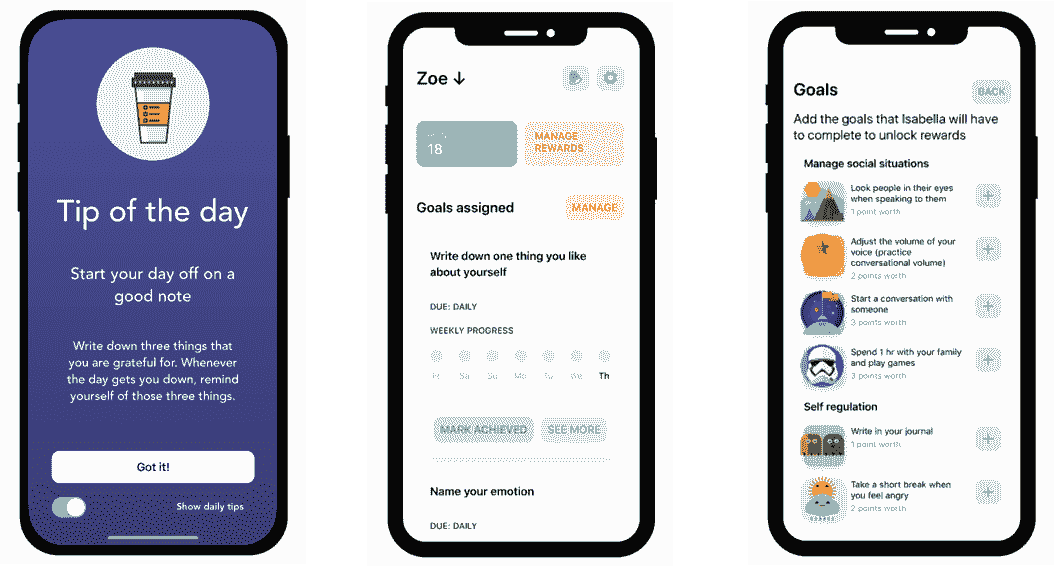 Tip of the day
Start your day off on a
good note
Write down three things that
you are grateful for. Whenever
the day gets you down, remind
yourself of those three things.
Got it!
Show daily tips
Zoe ↓
18
MANAGE
REWARDS
Goals assigned
MANAGE
Write down one thing you like
about yourself
DUE: DAILY
WEEKLY PROGRESS
Fr Sa Su Mo Tu We Th
MARK ACHIEVED
SEE MORE
Name your emotion
DUE: DAILY
Goals
BACK
Add the goals that Isabella will have
to complete to unlock rewards
Manage social situations
Look people in their eyes
when speaking to them
1 point worth
Adjust the volume of your
voice (practice
conversational volume)
2 points worth
Start a conversation with
someone
3 points worth
Spend 1 hr with your family
and play games
3 points worth
Self regulation
Write in your journal
1 point worth
Take a short break when
you feel angry
2 points worth